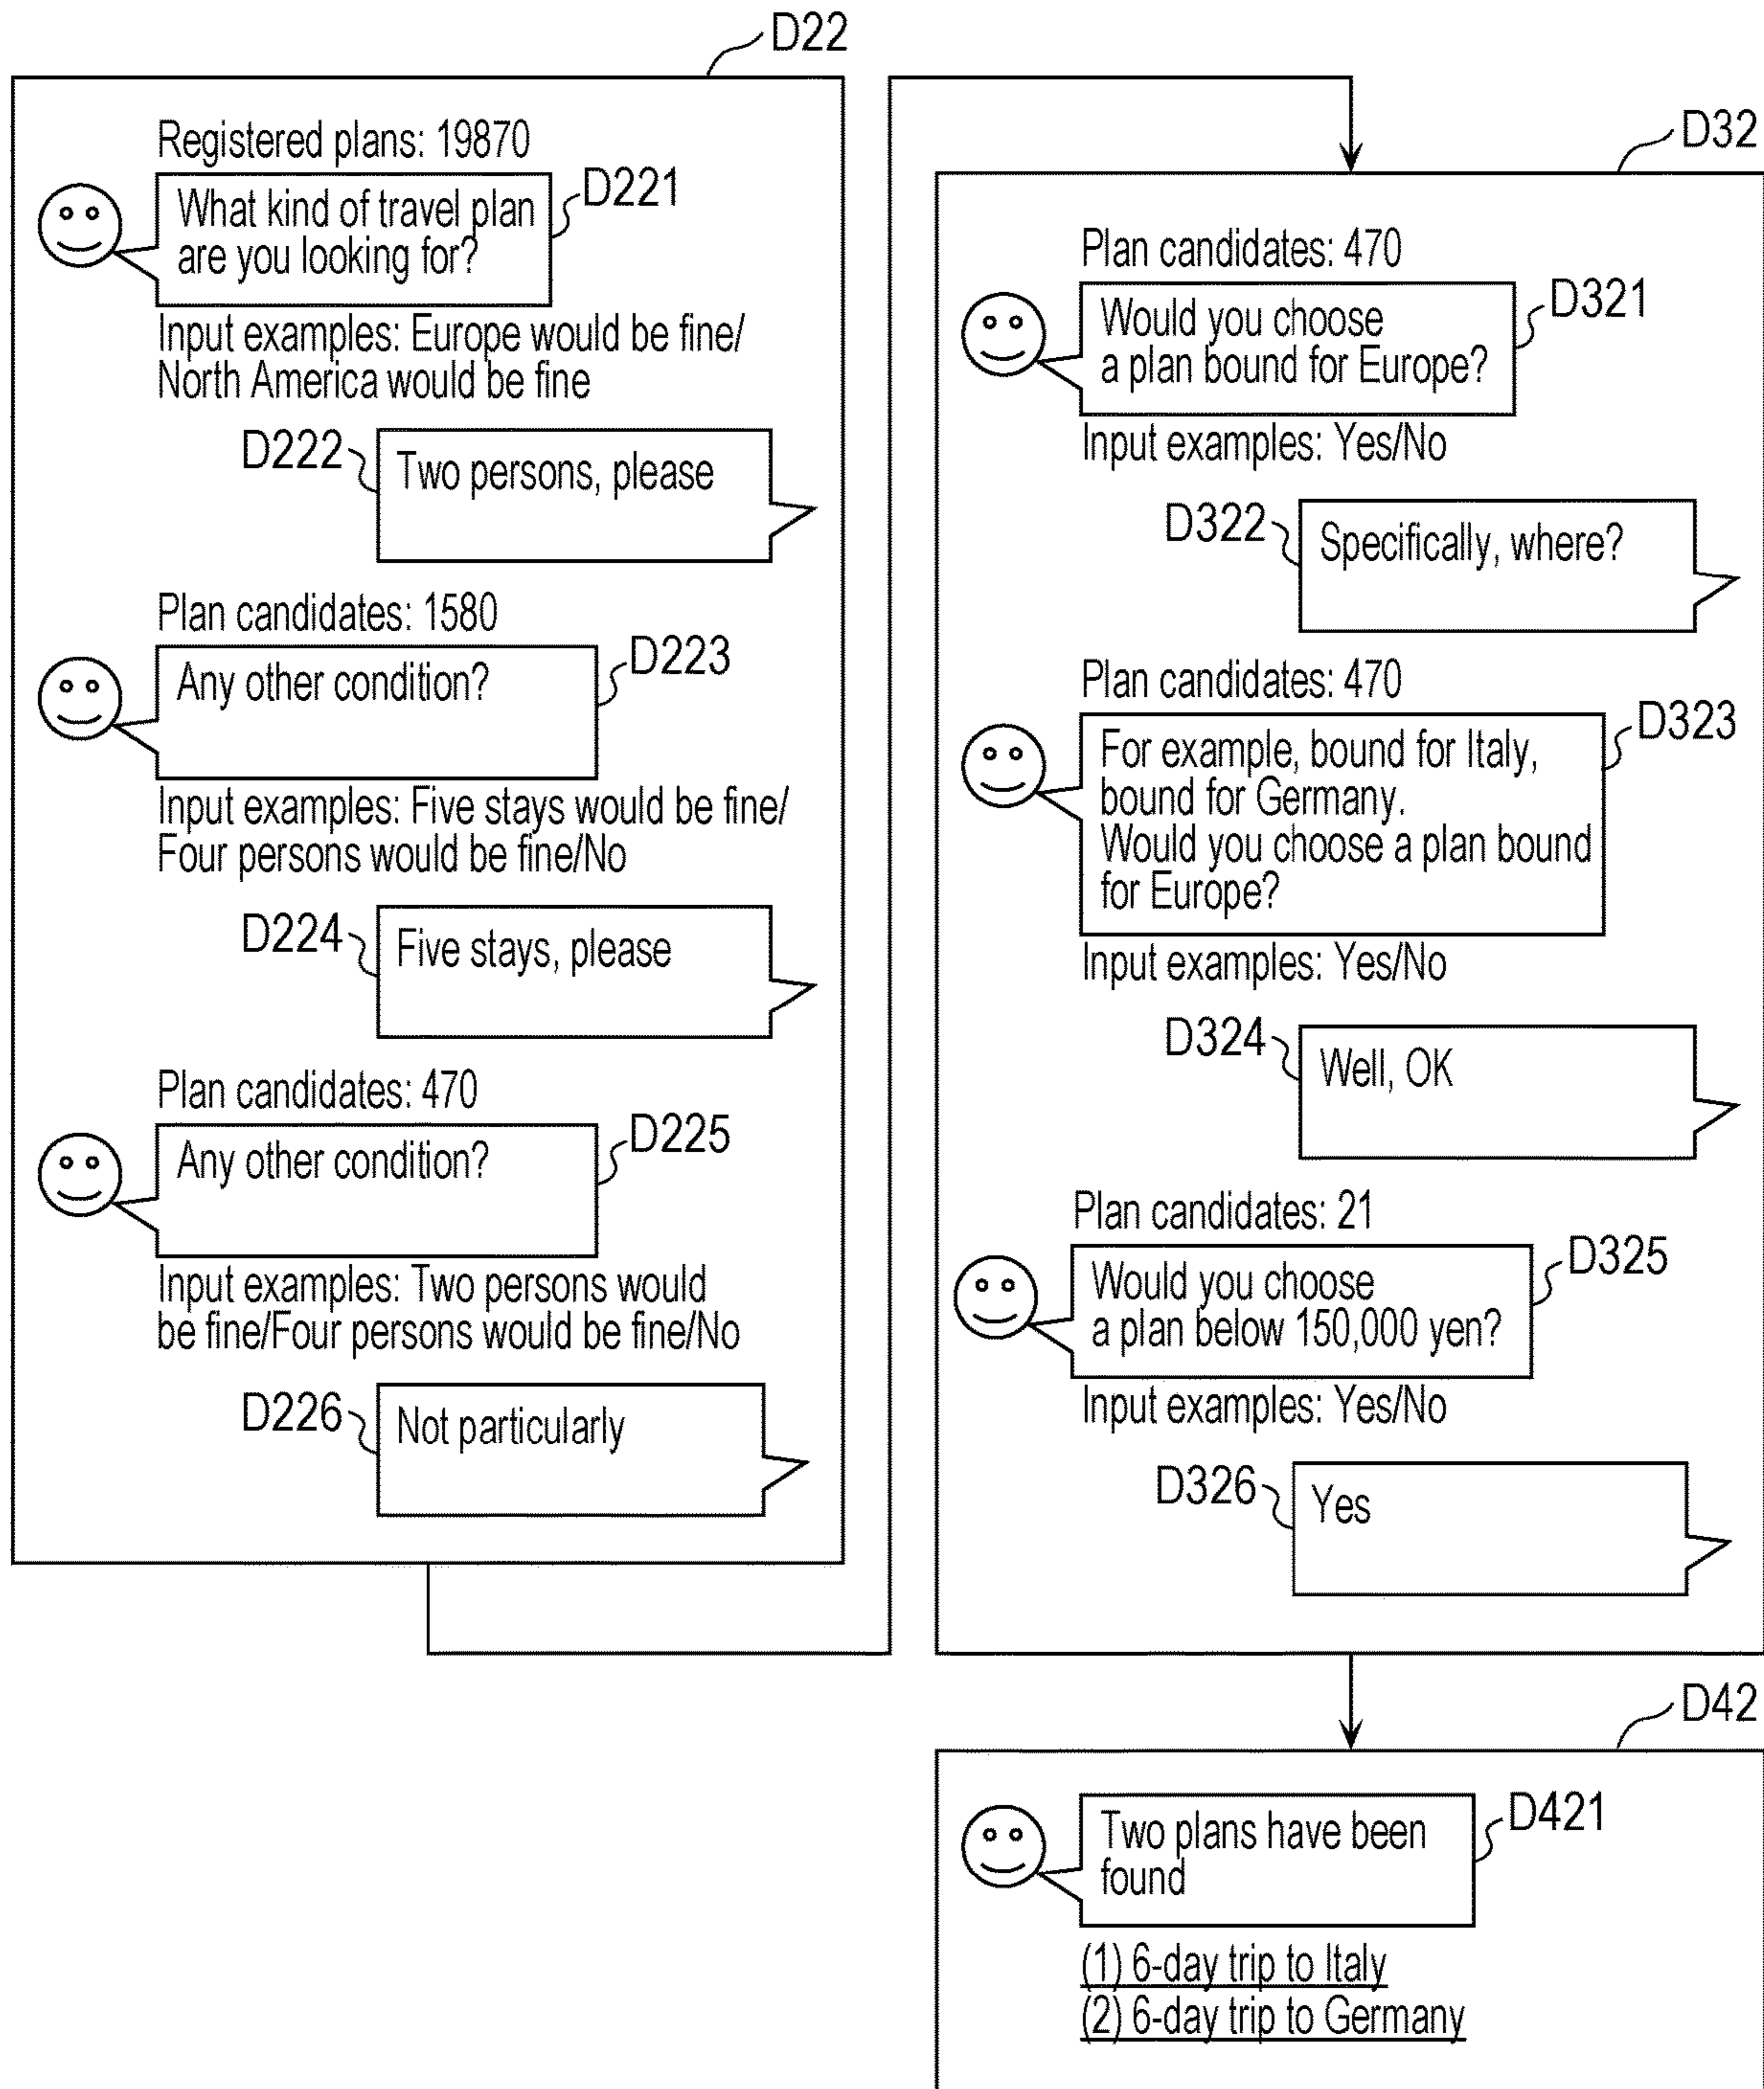 D22
Registered plans: 19870
What kind of travel plan
are you looking for?
D221
Input examples: Europe would be fine/
North America would be fine
D222
Two persons, please
Plan candidates: 1580
Any other condition?
D223
Input examples: Five stays would be fine/
Four persons would be fine/No
D224
Five stays, please
Plan candidates: 470
Any other condition?
D225
Input examples: Two persons would
be fine/Four persons would be fine/No
D226
Not particularly
D32
Plan candidates: 470
Would you choose
a plan bound for Europe?
D321
Input examples: Yes/No
D322
Specifically, where?
Plan candidates: 470
For example, bound for Italy,
bound for Germany.
Would you choose a plan bound
for Europe?
D323
Input examples: Yes/No
D324
Well, OK
Plan candidates: 21
Would you choose
a plan below 150,000 yen?
D325
Input examples: Yes/No
D326
Yes
D42
Two plans have been
found
D421
(1) 6-day trip to Italy
(2) 6-day trip to Germany